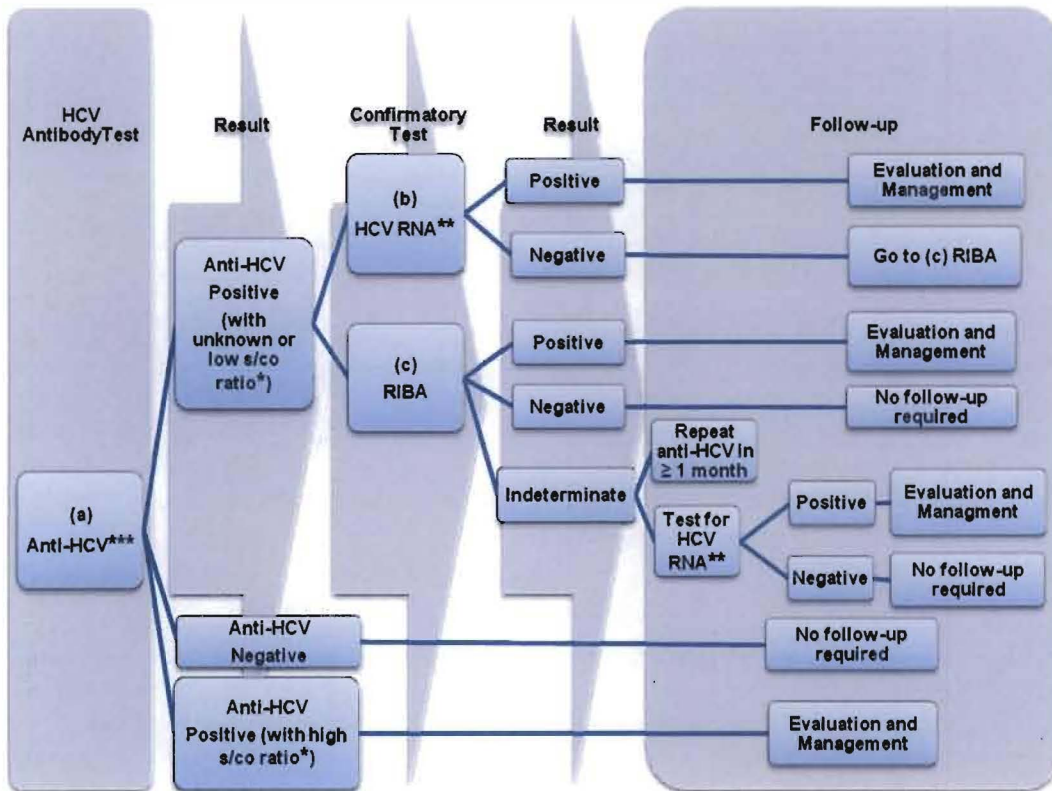 HCV
AntibodyTest
Result
Confirmatory
Test
Result
Follow-up
(a)
Anti-HCV***
Anti-HCV
Positive
(with
unknown or
low s/co
ratio*)
(b)
HCV RNA**
Positive
Evaluation and
Management
Negative
Go to (c) RIBA
(c)
RIBA
Positive
Evaluation and
Management
Negative
No follow-up
required
Indeterminate
Repeat
anti-HCV in
≥ 1 month
Test for
HCV
RNA**
Positive
Evaluation and
Managment
Negative
No follow-up
required
Anti-HCV
Negative
No follow-up
required
Anti-HCV
Positive (with high
s/co ratio*)
Evaluation and
Management